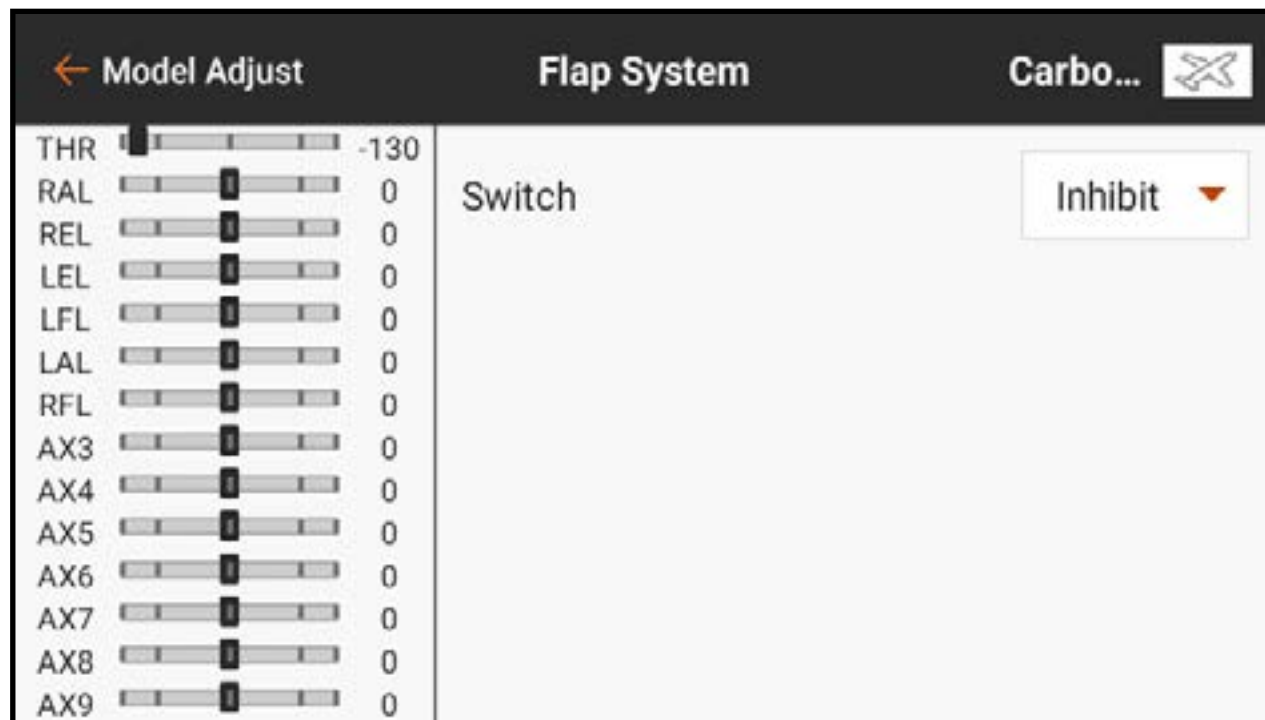 ← Model Adjust Flap System Carbo...
THR -130
RAL 0
REL 0
LEL 0
LFL 0
LAL 0
RFL 0
AX3 0
AX4 0
AX5 0
AX6 0
AX7 0
AX8 0
AX9 0
Switch Inhibit